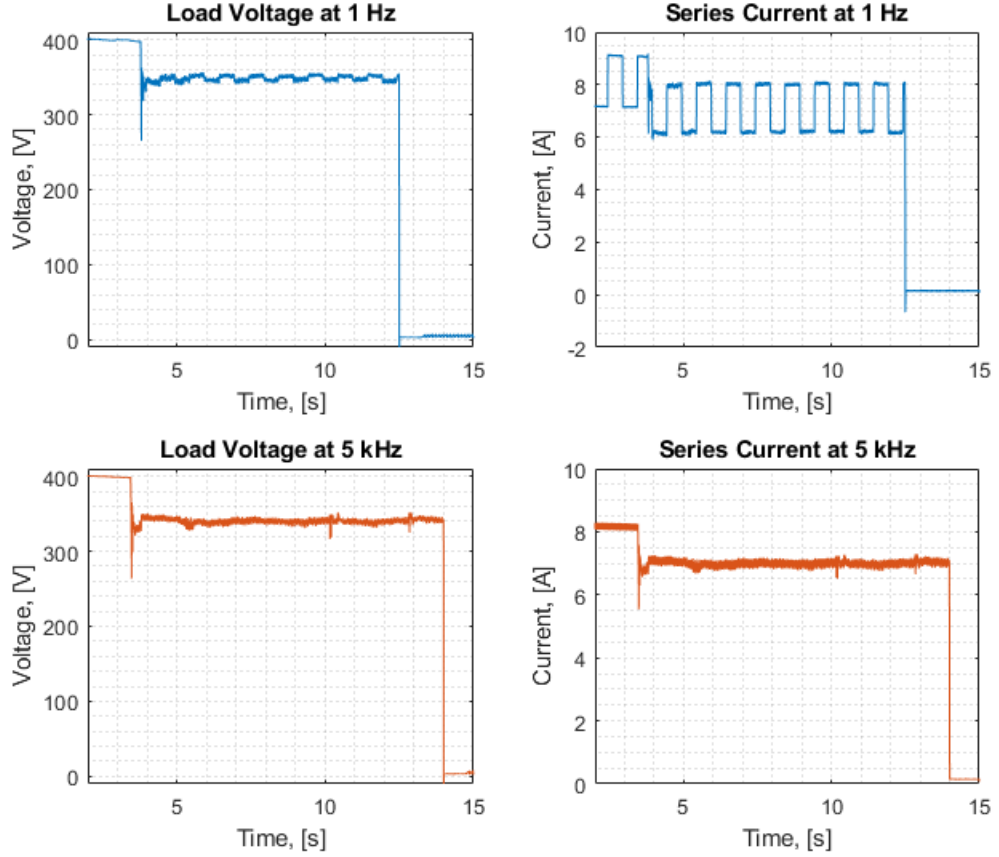 Load Voltage at 1 Hz
400
300
200
100
0
Voltage, [V]
5
10
15
Time, [s]
Series Current at 1 Hz
10
8
6
4
2
0
-2
Current, [A]
5
10
15
Time, [s]
Load Voltage at 5 kHz
400
300
200
100
0
Voltage, [V]
5
10
15
Time, [s]
Series Current at 5 kHz
10
8
6
4
2
0
Current, [A]
5
10
15
Time, [s]